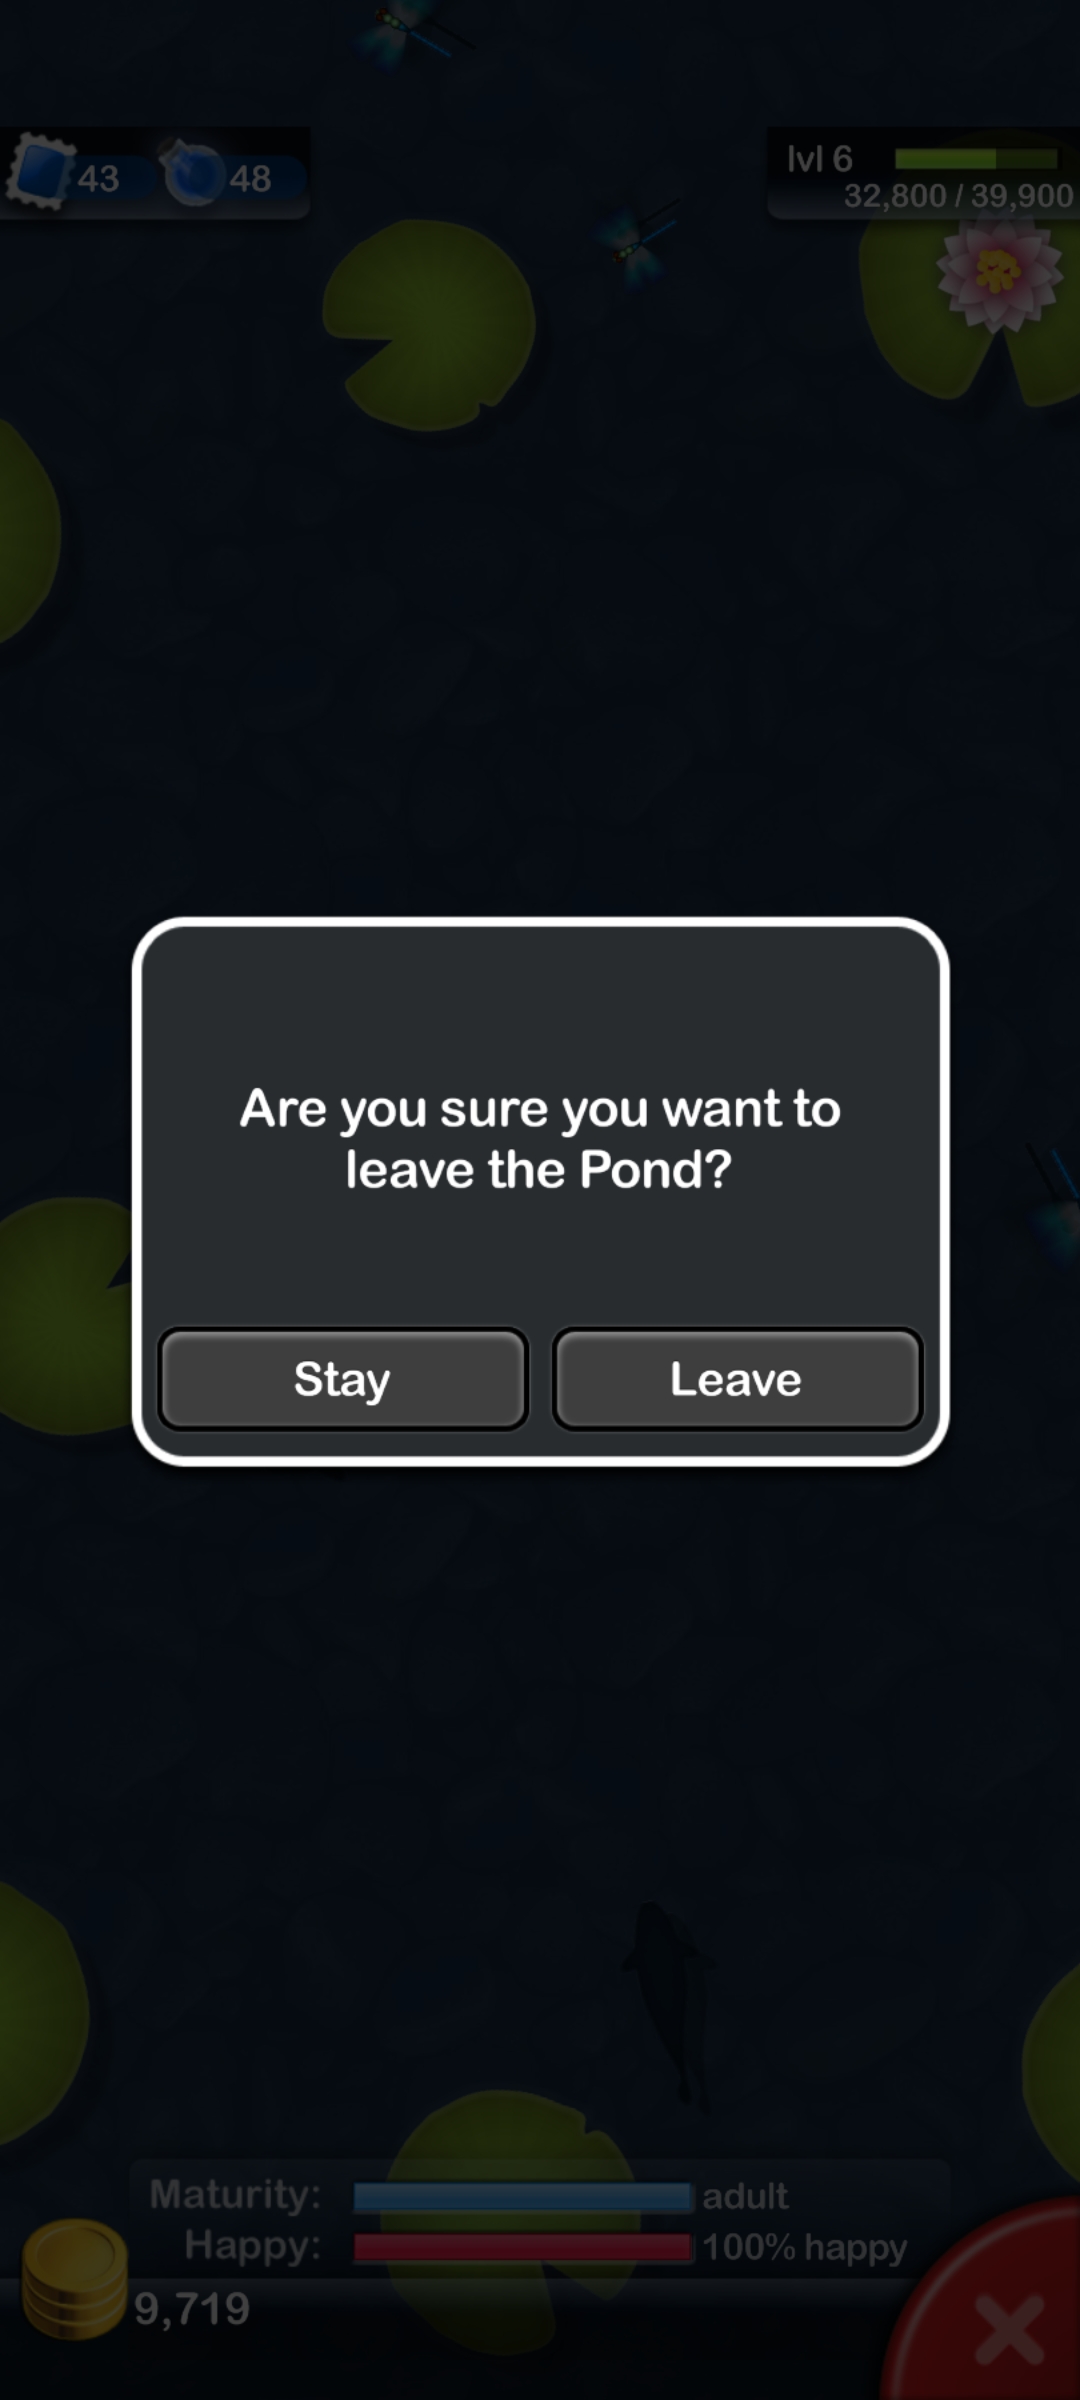 43 48
lvl 6
32,800 / 39,900
Are you sure you want to
leave the Pond?
Stay Leave
Maturity: adult
Happy: 100% happy
9,719